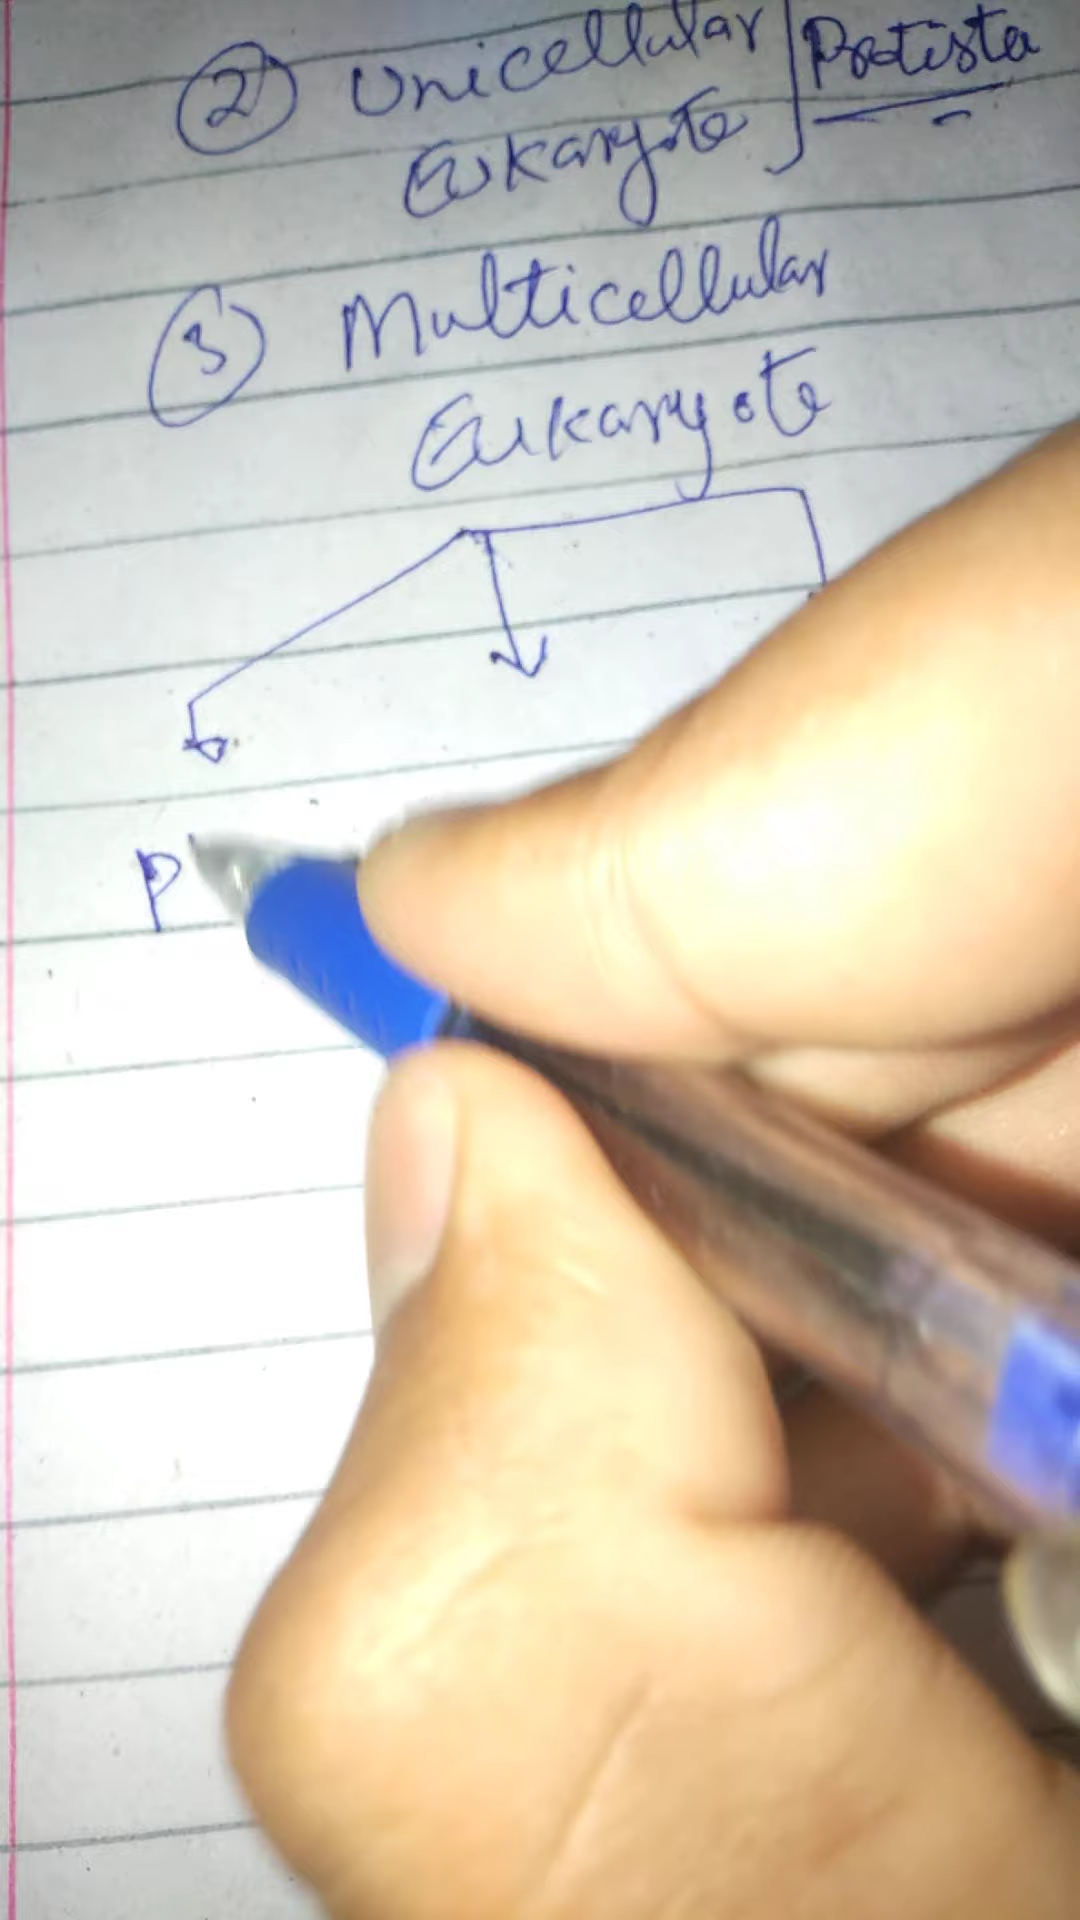 ② Unicellular | Protista
Eukaryote
③ Multicellular
Eukaryote
P